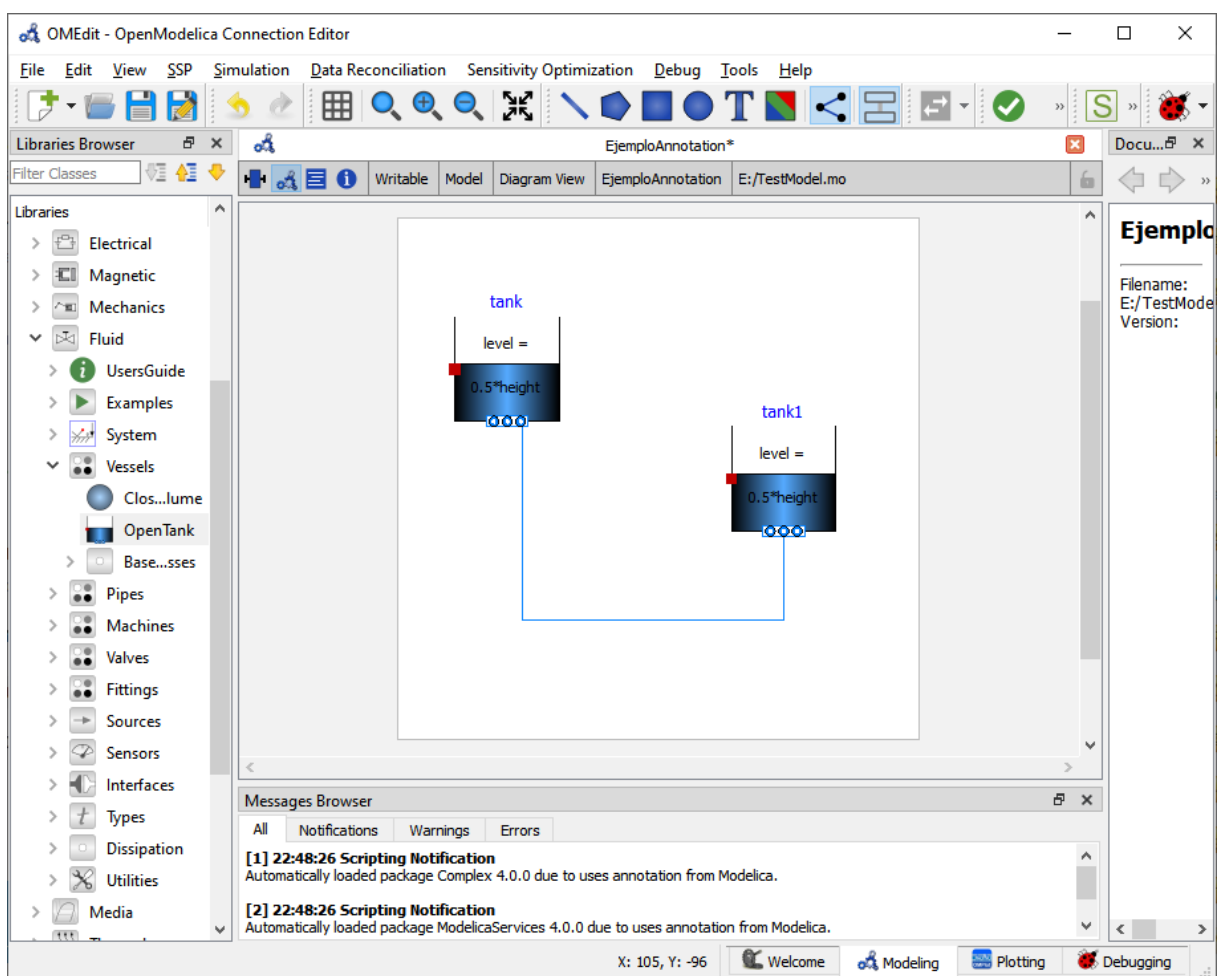 OMEdit - OpenModelica Connection Editor
File Edit View SSP Simulation Data Reconciliation Sensitivity Optimization Debug Tools Help
T » S »
Libraries Browser
EjemploAnnotation*
Docu...
Filter Classes
Writable Model Diagram View EjemploAnnotation E:/TestModel.mo
»
Libraries
Electrical
Magnetic
Mechanics
Fluid
UsersGuide
Examples
System
Vessels
Clos...lume
OpenTank
Base...sses
Pipes
Machines
Valves
Fittings
Sources
Sensors
Interfaces
Types
Dissipation
Utilities
Media
tank
level =
0.5*height
tank1
level =
0.5*height
Ejemplo
Filename:
E:/TestMode
Version:
Messages Browser
All Notifications Warnings Errors
[1] 22:48:26 Scripting Notification
Automatically loaded package Complex 4.0.0 due to uses annotation from Modelica.
[2] 22:48:26 Scripting Notification
Automatically loaded package ModelicaServices 4.0.0 due to uses annotation from Modelica.
X: 105, Y: -96 Welcome Modeling Plotting Debugging